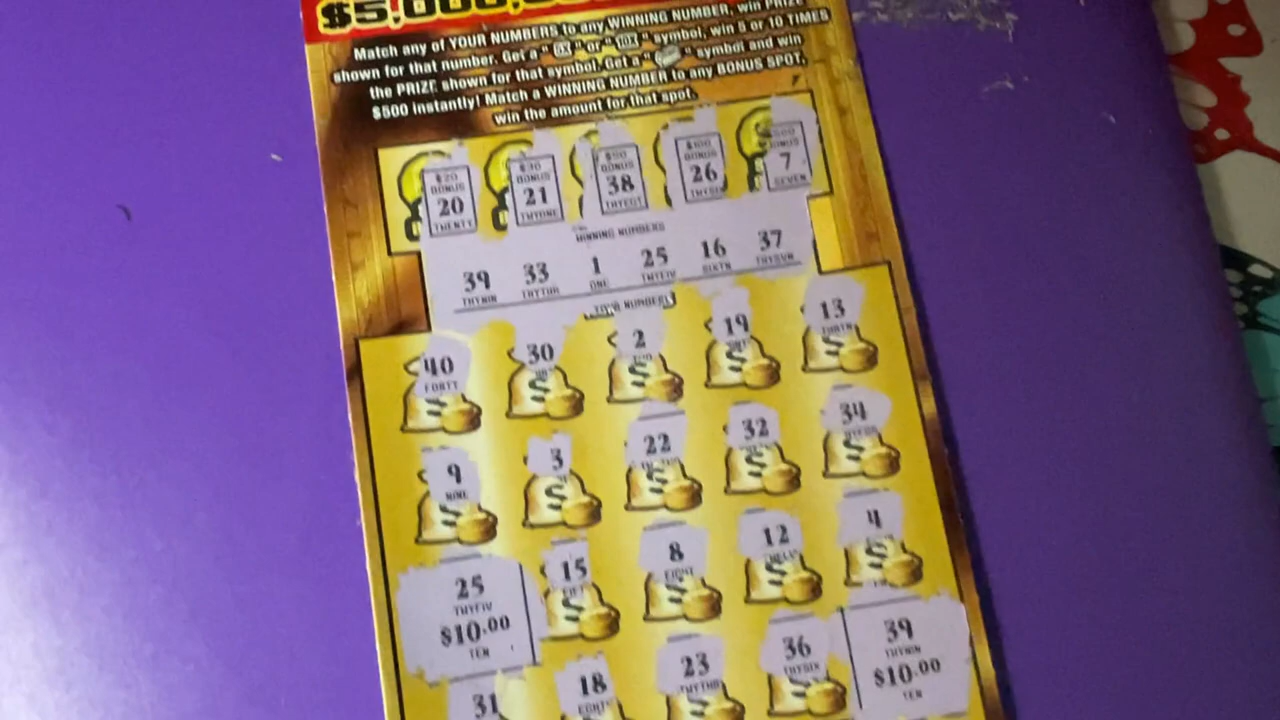 $5,000,
Match any of YOUR NUMBERS to any WINNING NUMBER, win PRIZE
shown for that number. Get a "5X" or "10X" symbol, win 5 or 10 TIMES
the PRIZE shown for that symbol. Get a " " symbol and win
$500 instantly! Match a WINNING NUMBER to any BONUS SPOT,
win the amount for that spot.
$20 $30 $50 $100 $500
BONUS BONUS BONUS BONUS BONUS
20 21 38 26 7
TWENTY TWYONE THYEGT TWYSIX SEVEN
WINNING NUMBERS
39 33 1 25 16 37
THYNIN THYTHR ONE TWYFIV SIXTN THYSVN
YOUR NUMBERS
40 30 2 19 13
FORTY TWO THRTN
9 3 22 32 34
NINE
25 15 8 12 4
TWYFIV EIGHT
$10.00
TEN
31 18 23 36 39
TWYTHR THYSIX THYNIN
$10.00
TEN